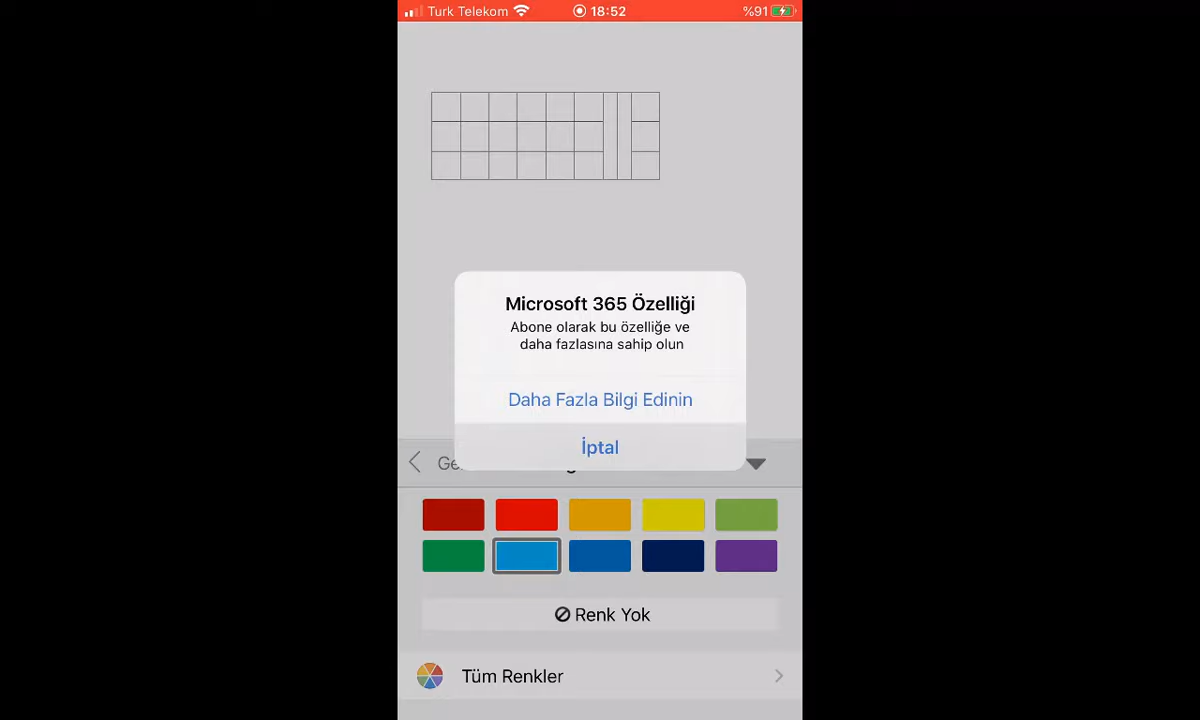 Turk Telekom 18:52 %91
Microsoft 365 Özelliği
Abone olarak bu özelliğe ve
daha fazlasına sahip olun
Daha Fazla Bilgi Edinin
İptal
Renk Yok
Tüm Renkler